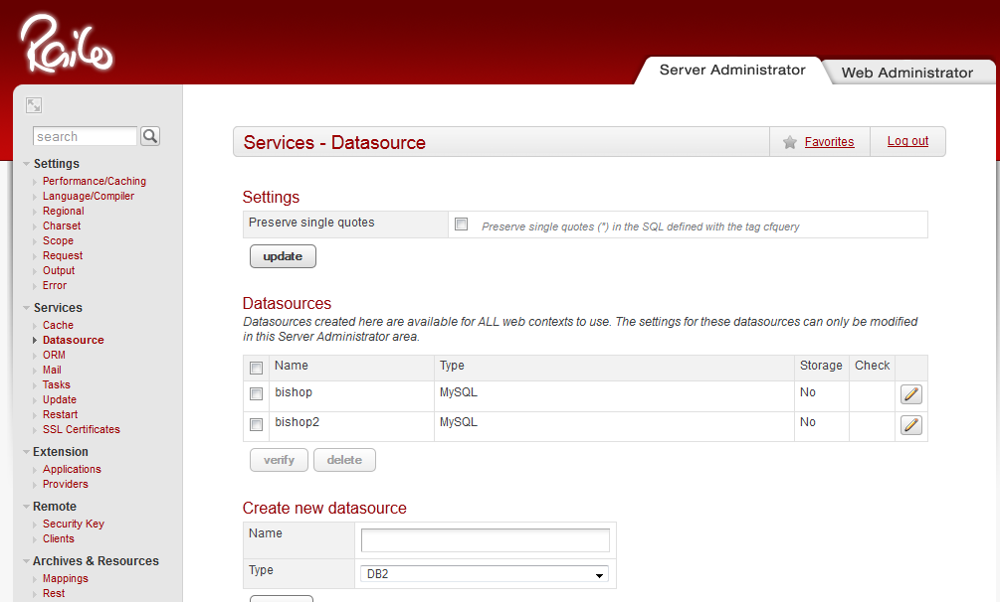 Railo
Server Administrator
Web Administrator
search
Settings
Performance/Caching
Language/Compiler
Regional
Charset
Scope
Request
Output
Error
Services
Cache
Datasource
ORM
Mail
Tasks
Update
Restart
SSL Certificates
Extension
Applications
Providers
Remote
Security Key
Clients
Archives & Resources
Mappings
Rest
Services - Datasource
Favorites
Log out
Settings
Preserve single quotes
Preserve single quotes (") in the SQL defined with the tag cfquery
update
Datasources
Datasources created here are available for ALL web contexts to use. The settings for these datasources can only be modified
in this Server Administrator area.
Name Type Storage Check
bishop MySQL No
bishop2 MySQL No
verify delete
Create new datasource
Name
Type DB2